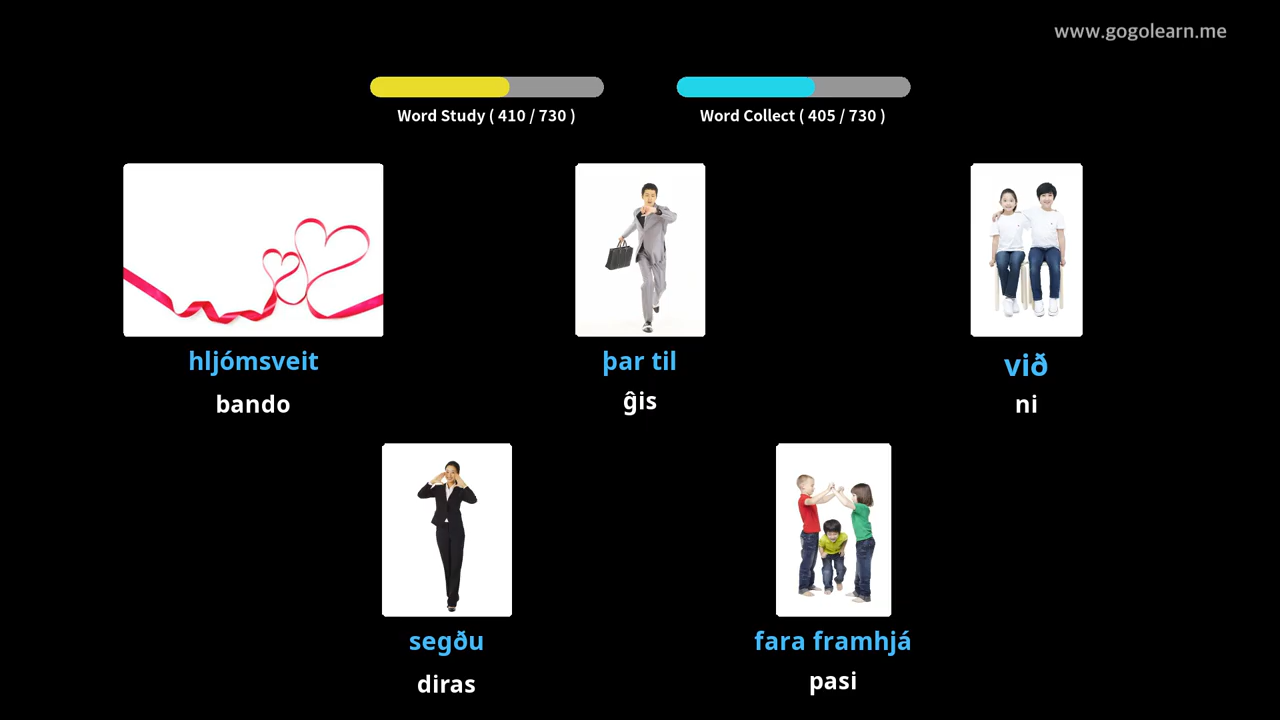 www.gogolearn.me
Word Study ( 410 / 730 )
Word Collect ( 405 / 730 )
hljómsveit
bando
þar til
ĝis
við
ni
segðu
diras
fara framhjá
pasi